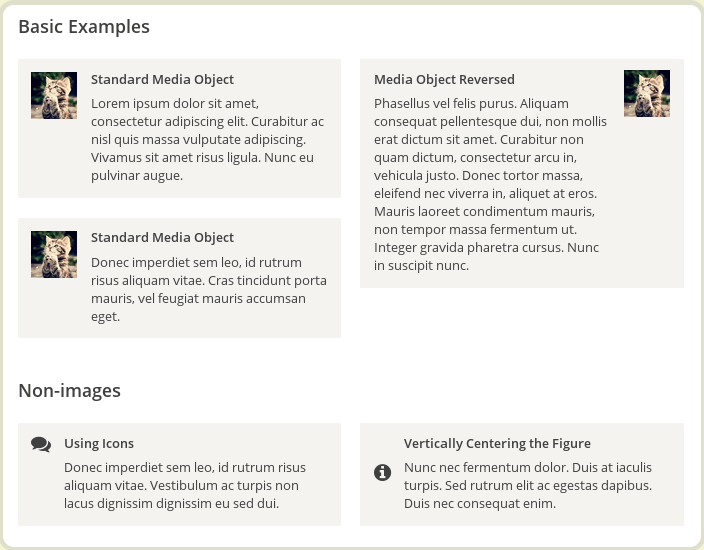 Basic Examples
Standard Media Object
Lorem ipsum dolor sit amet,
consectetur adipiscing elit. Curabitur ac
nisl quis massa vulputate adipiscing.
Vivamus sit amet risus ligula. Nunc eu
pulvinar augue.
Standard Media Object
Donec imperdiet sem leo, id rutrum
risus aliquam vitae. Cras tincidunt porta
mauris, vel feugiat mauris accumsan
eget.
Media Object Reversed
Phasellus vel felis purus. Aliquam
consequat pellentesque dui, non mollis
erat dictum sit amet. Curabitur non
quam dictum, consectetur arcu in,
vehicula justo. Donec tortor massa,
eleifend nec viverra in, aliquet at eros.
Mauris laoreet condimentum mauris,
non tempor massa fermentum ut.
Integer gravida pharetra cursus. Nunc
in suscipit nunc.
Non-images
Using Icons
Donec imperdiet sem leo, id rutrum risus
aliquam vitae. Vestibulum ac turpis non
lacus dignissim dignissim eu sed dui.
Vertically Centering the Figure
Nunc nec fermentum dolor. Duis at iaculis
turpis. Sed rutrum elit ac egestas dapibus.
Duis nec consequat enim.